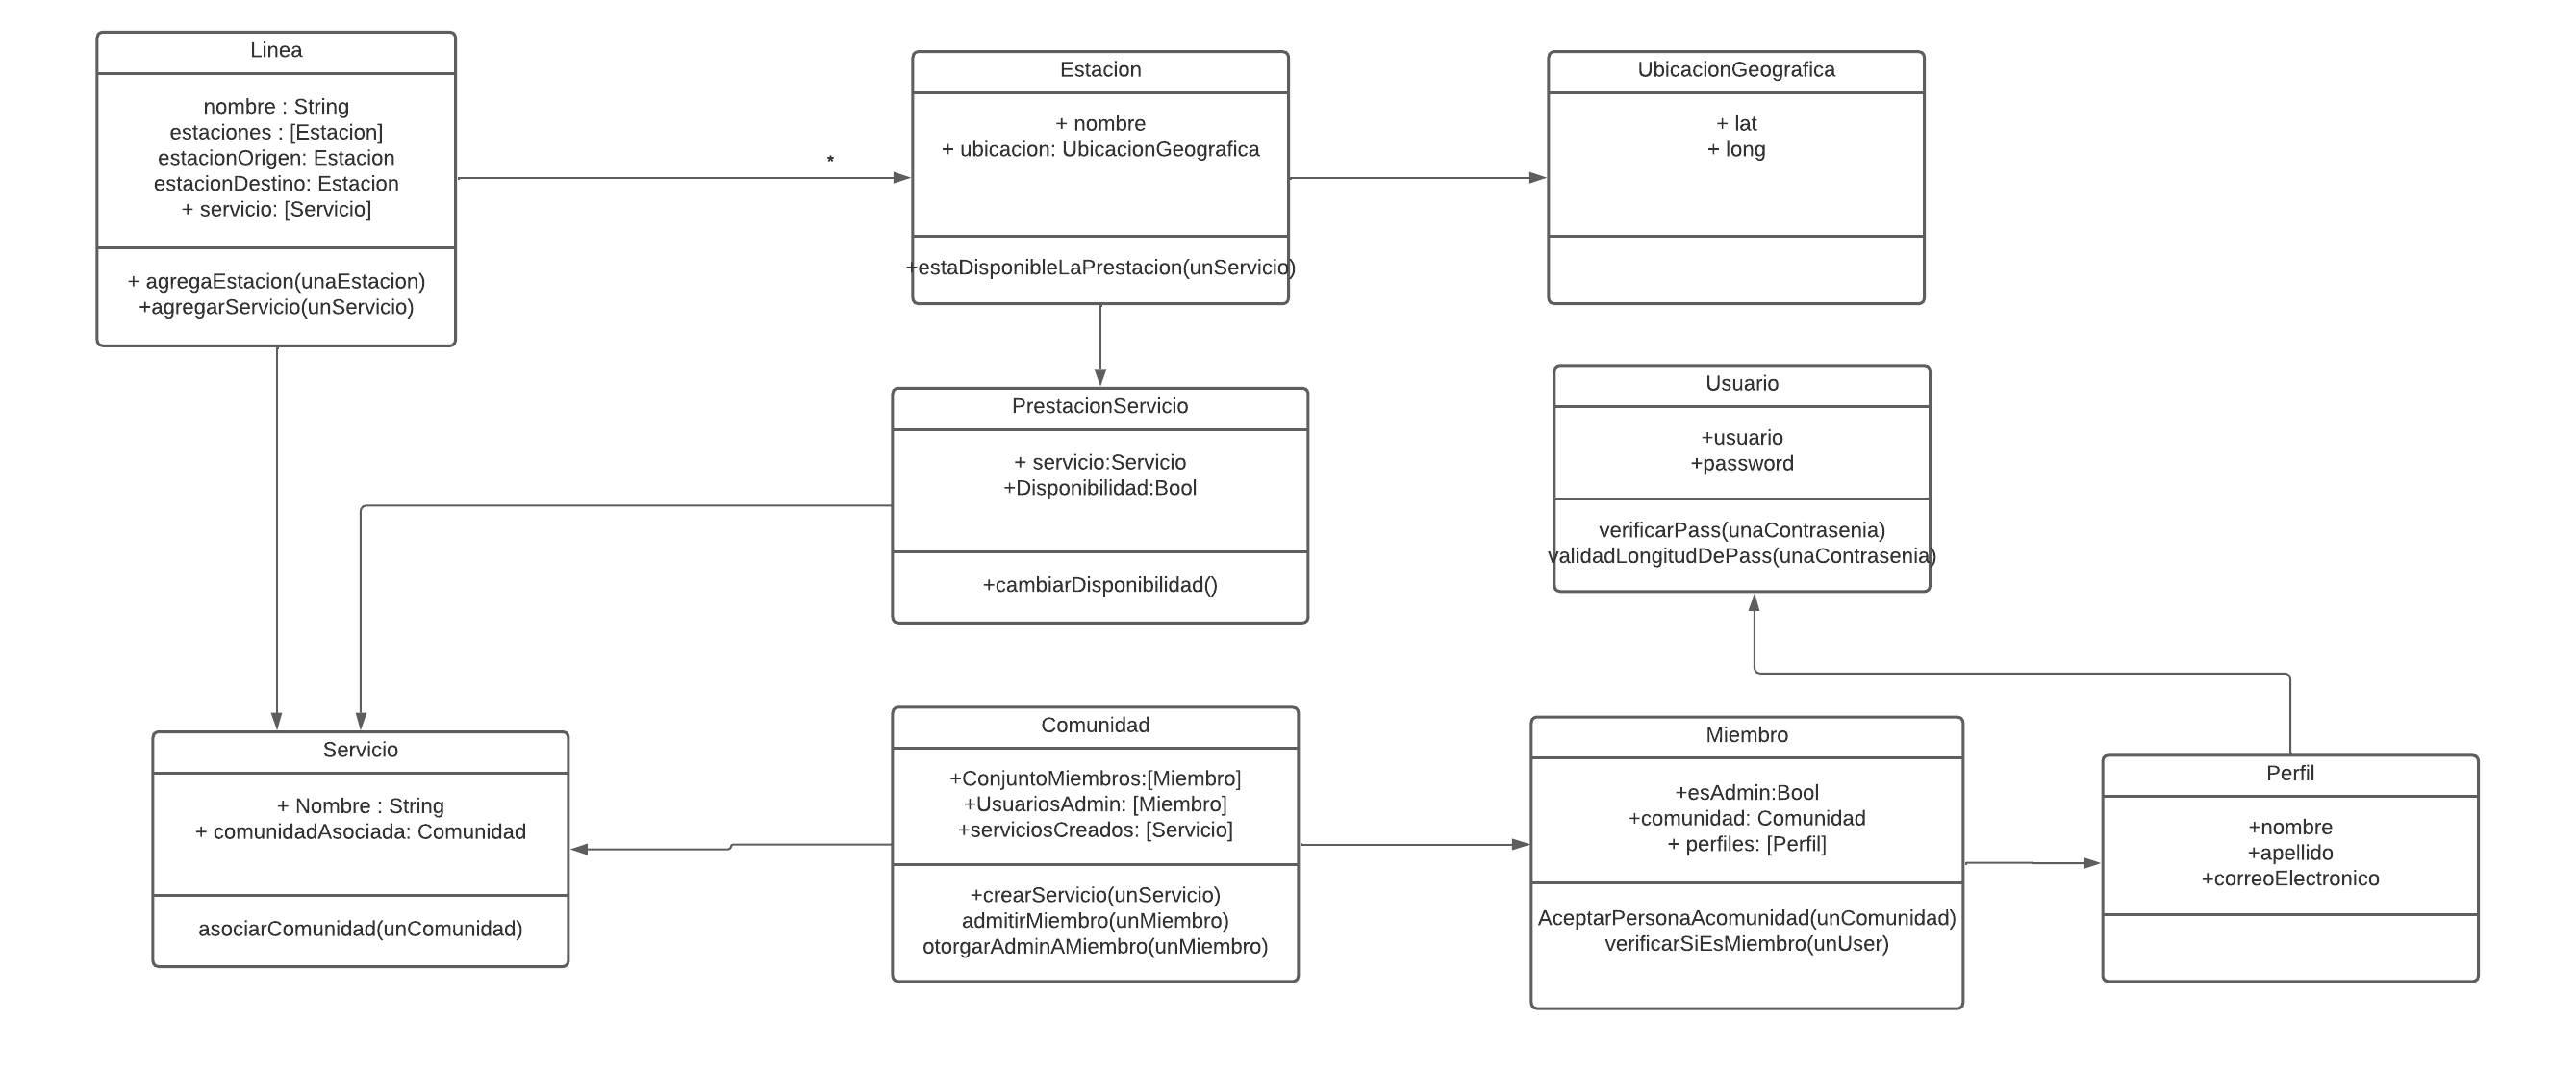 Linea
nombre : String
estaciones : [Estacion]
estacionOrigen: Estacion
estacionDestino: Estacion
+ servicio: [Servicio]
+ agregaEstacion(unaEstacion)
+agregarServicio(unServicio)
*
Estacion
+ nombre
+ ubicacion: UbicacionGeografica
+estaDisponibleLaPrestacion(unServicio)
UbicacionGeografica
+ lat
+ long
PrestacionServicio
+ servicio:Servicio
+Disponibilidad:Bool
+cambiarDisponibilidad()
Usuario
+usuario
+password
verificarPass(unaContrasenia)
validadLongitudDePass(unaContrasenia)
Servicio
+ Nombre : String
+ comunidadAsociada: Comunidad
asociarComunidad(unComunidad)
Comunidad
+ConjuntoMiembros:[Miembro]
+UsuariosAdmin: [Miembro]
+serviciosCreados: [Servicio]
+crearServicio(unServicio)
admitirMiembro(unMiembro)
otorgarAdminAMiembro(unMiembro)
Miembro
+esAdmin:Bool
+comunidad: Comunidad
+ perfiles: [Perfil]
AceptarPersonaAcomunidad(unComunidad)
verificarSiEsMiembro(unUser)
Perfil
+nombre
+apellido
+correoElectronico